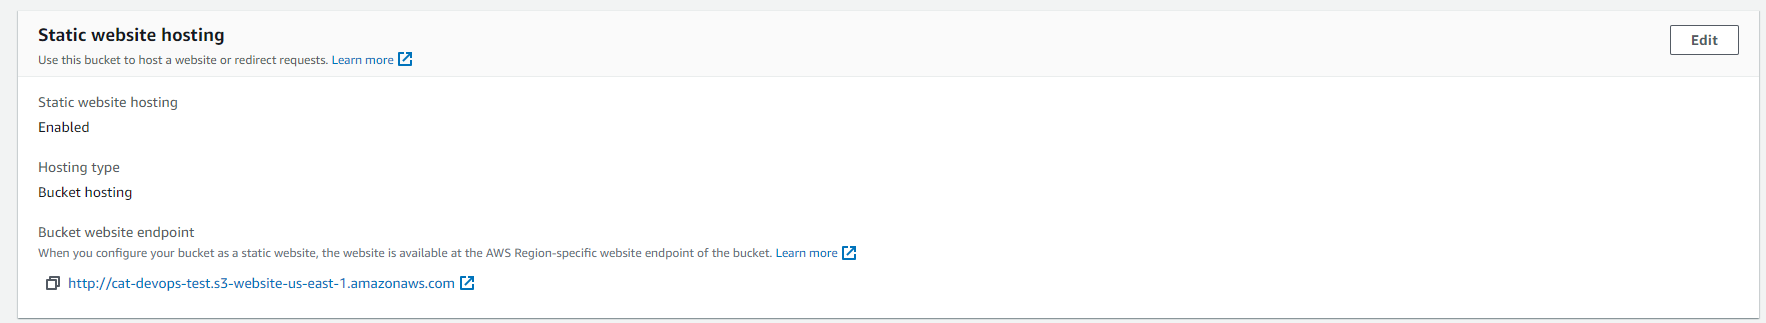 Static website hosting
Edit
Use this bucket to host a website or redirect requests. Learn more
Static website hosting
Enabled
Hosting type
Bucket hosting
Bucket website endpoint
When you configure your bucket as a static website, the website is available at the AWS Region-specific website endpoint of the bucket. Learn more
http://cat-devops-test.s3-website-us-east-1.amazonaws.com